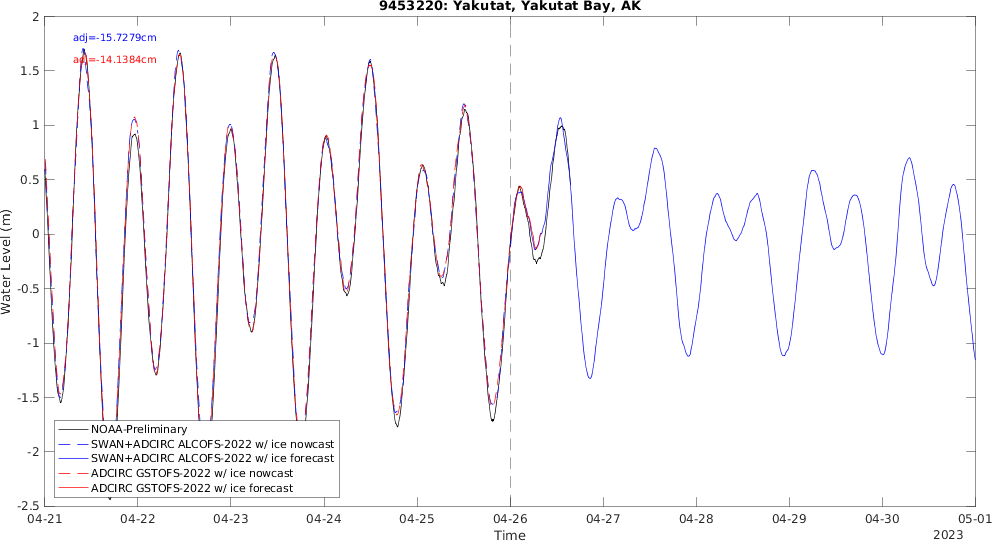 9453220: Yakutat, Yakutat Bay, AK
adj=-15.7279cm
adj=-14.1384cm
Water Level (m)
2
1.5
1
0.5
0
-0.5
-1
-1.5
-2
-2.5
NOAA-Preliminary
SWAN+ADCIRC ALCOFS-2022 w/ ice nowcast
SWAN+ADCIRC ALCOFS-2022 w/ ice forecast
ADCIRC GSTOFS-2022 w/ ice nowcast
ADCIRC GSTOFS-2022 w/ ice forecast
04-21 04-22 04-23 04-24 04-25 04-26 04-27 04-28 04-29 04-30 05-01
Time
2023